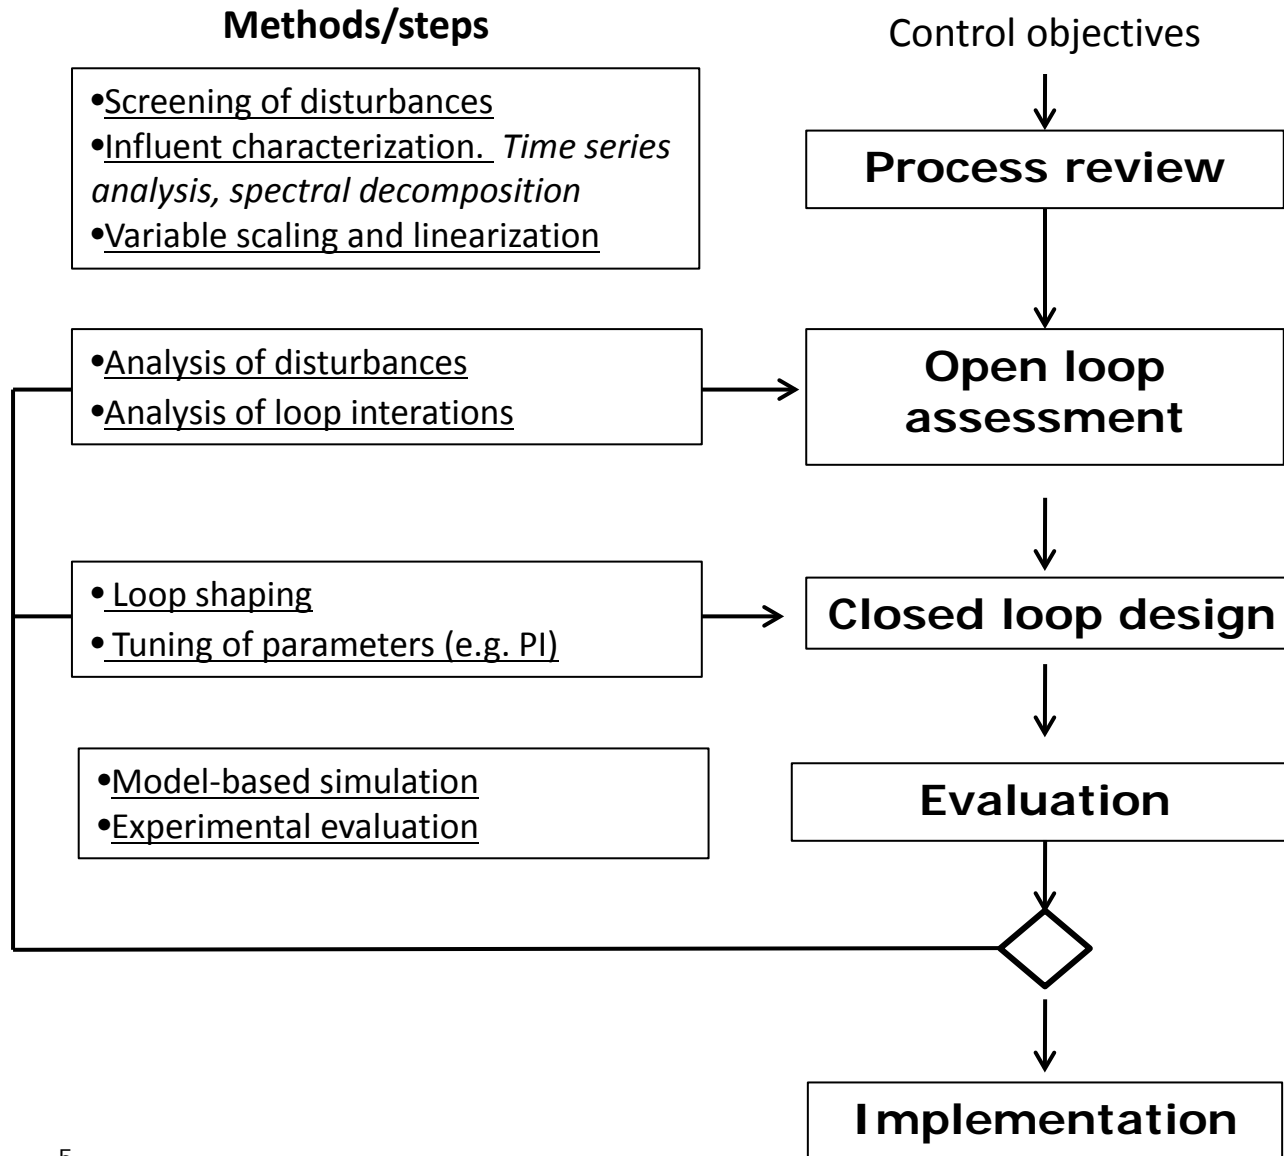 Methods/steps
Control objectives
•Screening of disturbances
•Influent characterization. Time series
analysis, spectral decomposition
•Variable scaling and linearization
Process review
•Analysis of disturbances
•Analysis of loop interations
Open loop
assessment
• Loop shaping
• Tuning of parameters (e.g. PI)
Closed loop design
•Model-based simulation
•Experimental evaluation
Evaluation
Implementation